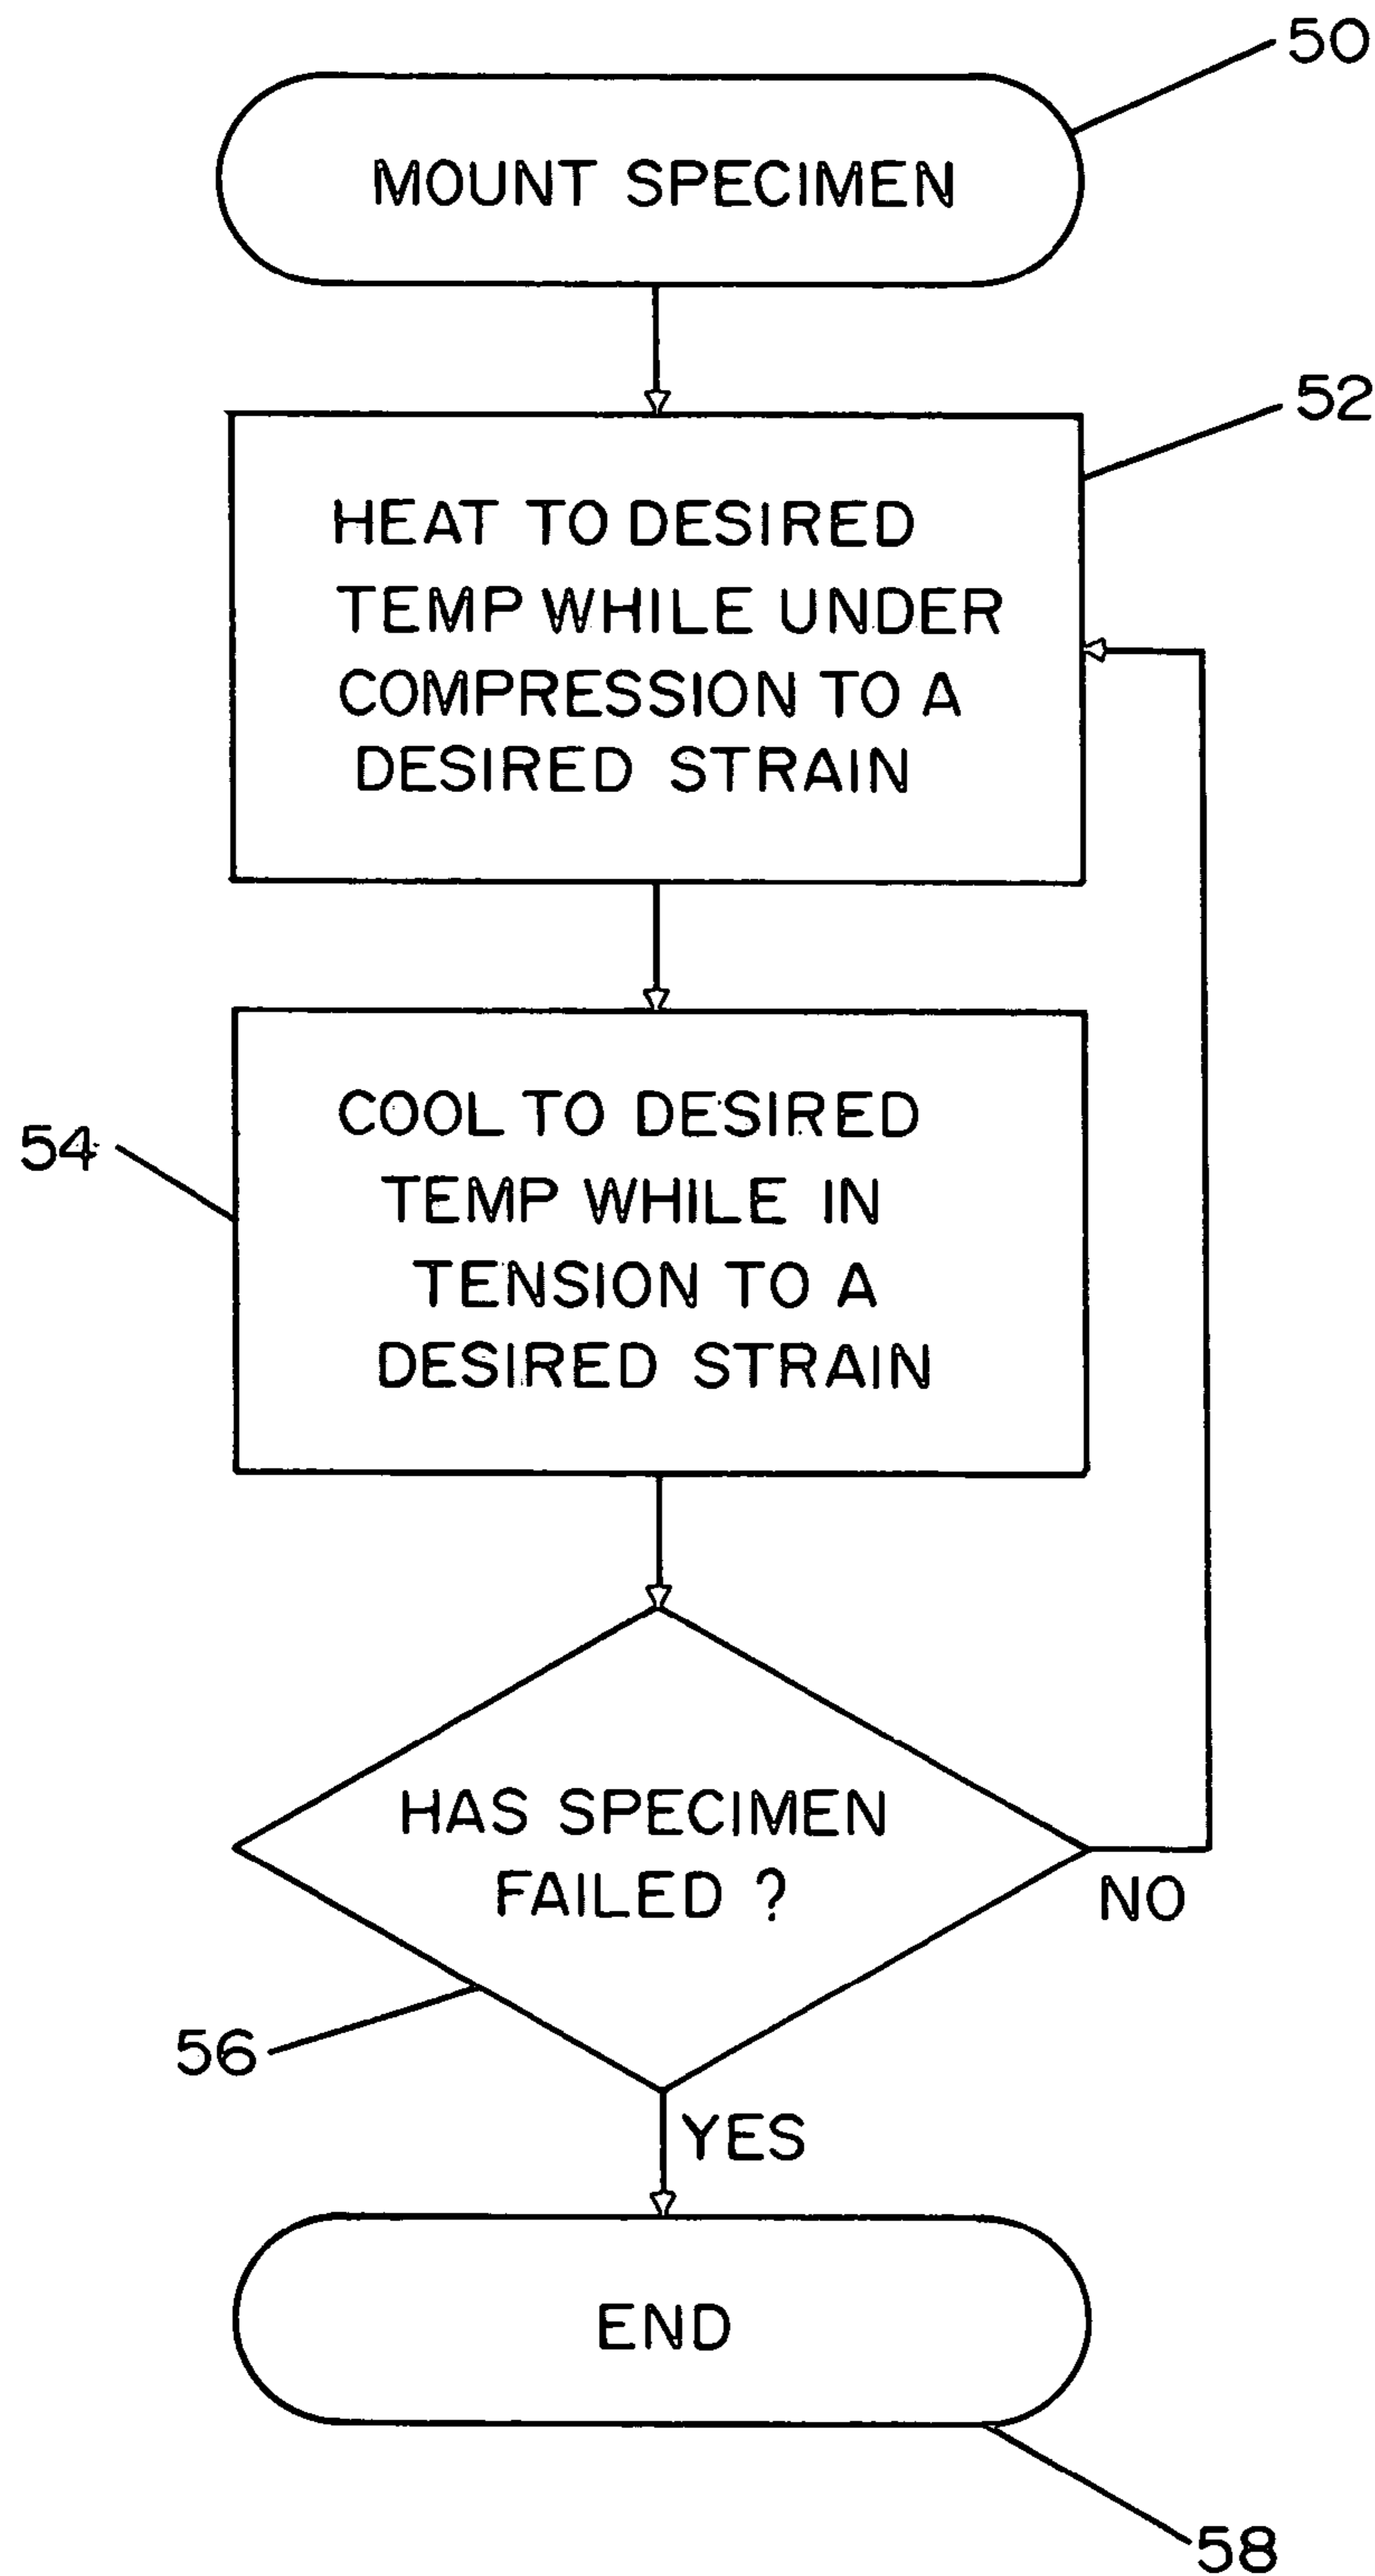 50
MOUNT SPECIMEN
52
HEAT TO DESIRED
TEMP WHILE UNDER
COMPRESSION TO A
DESIRED STRAIN
54
COOL TO DESIRED
TEMP WHILE IN
TENSION TO A
DESIRED STRAIN
HAS SPECIMEN
FAILED ?
NO
56
YES
END
58